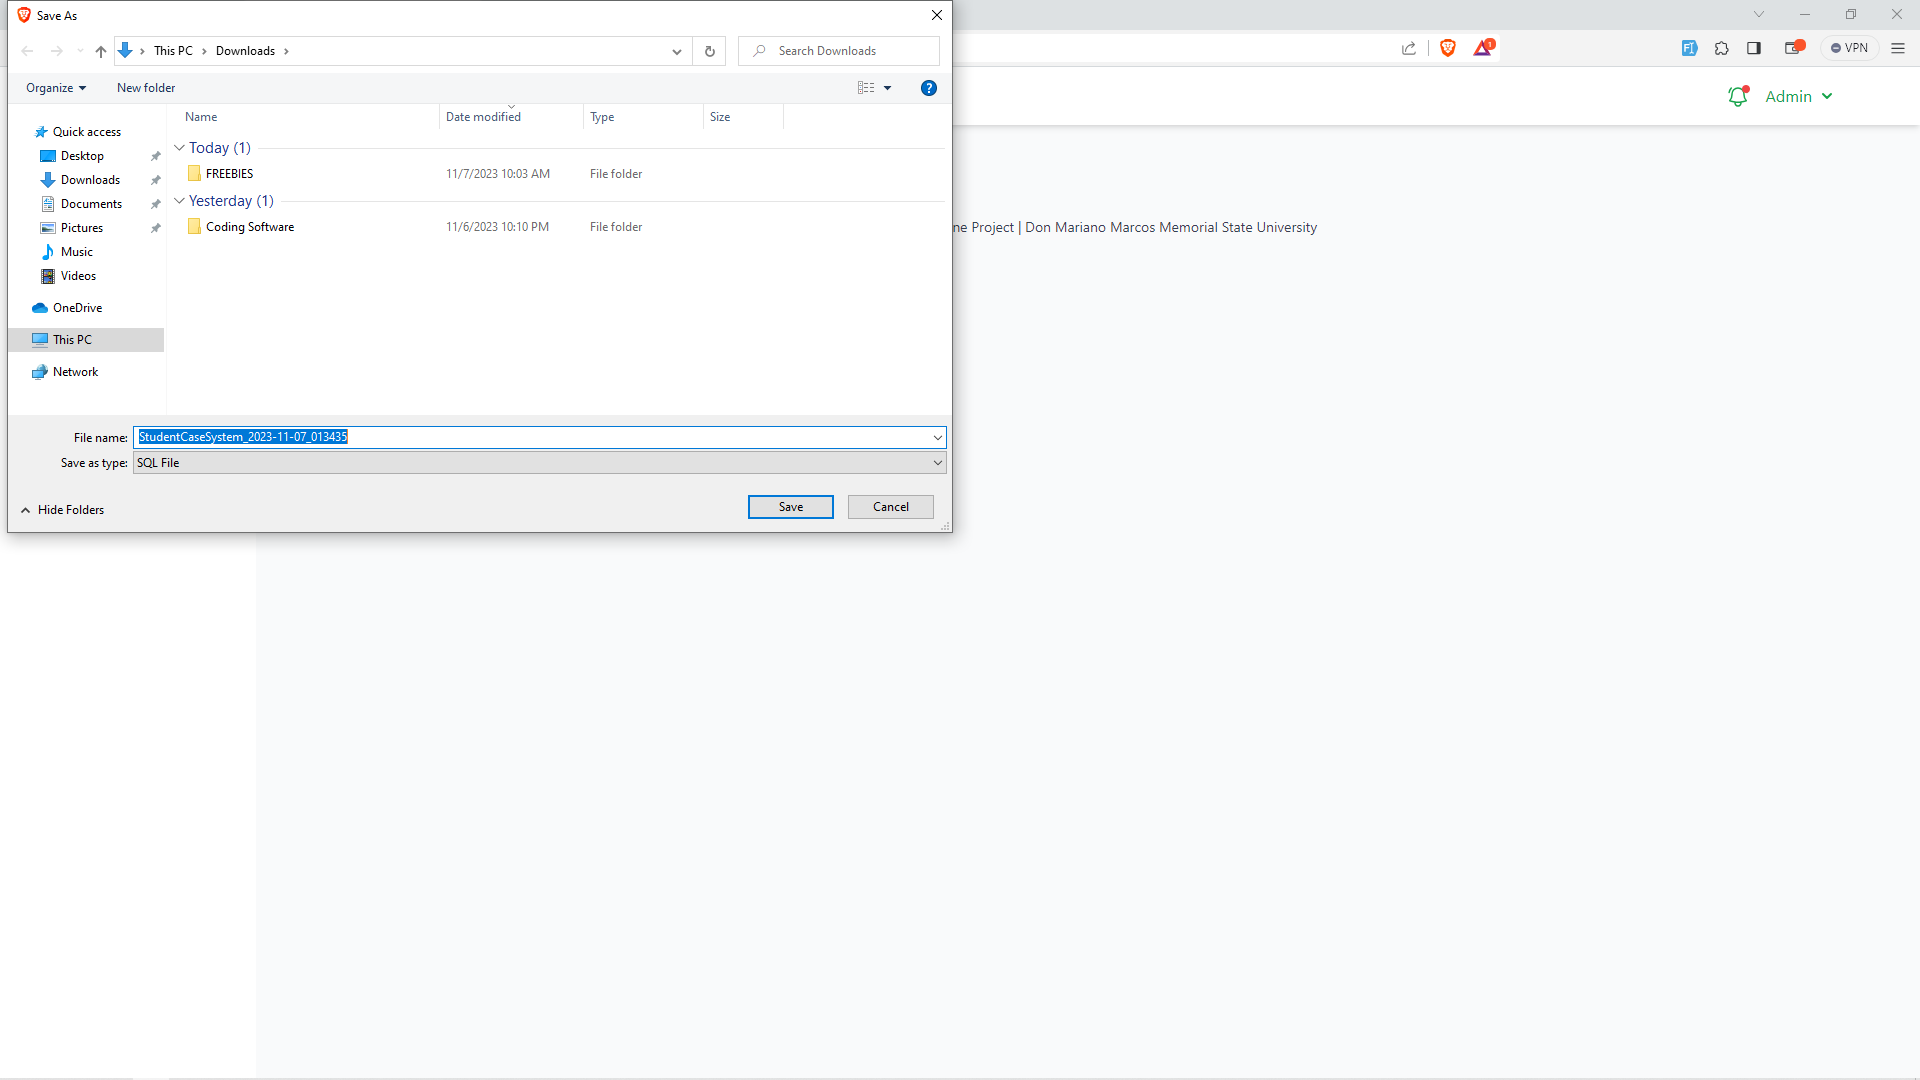 Save As
This PC
Downloads
Search Downloads
Organize
New folder
Name
Date modified
Type
Size
Quick access
Desktop
Downloads
Documents
Pictures
Music
Videos
OneDrive
This PC
Network
Today (1)
FREEBIES 11/7/2023 10:03 AM File folder
Yesterday (1)
Coding Software 11/6/2023 10:10 PM File folder
File name: StudentCaseSystem_2023-11-07_013435
Save as type: SQL File
Hide Folders
Save
Cancel
1
VPN
Admin
ne Project | Don Mariano Marcos Memorial State University